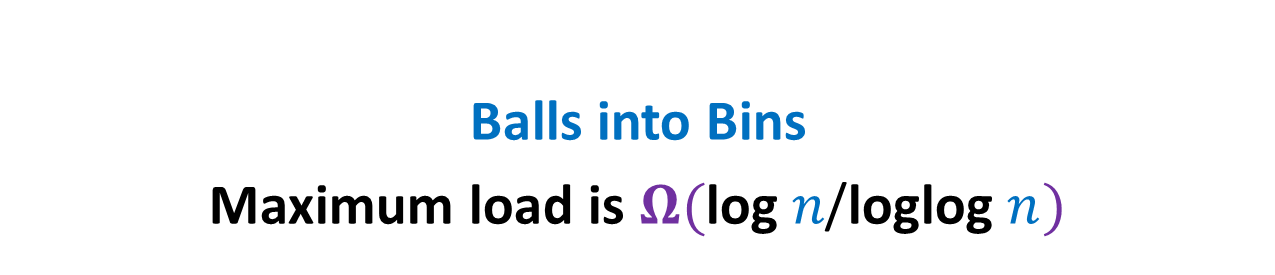 Balls into Bins
Maximum load is Ω(log n/loglog n)